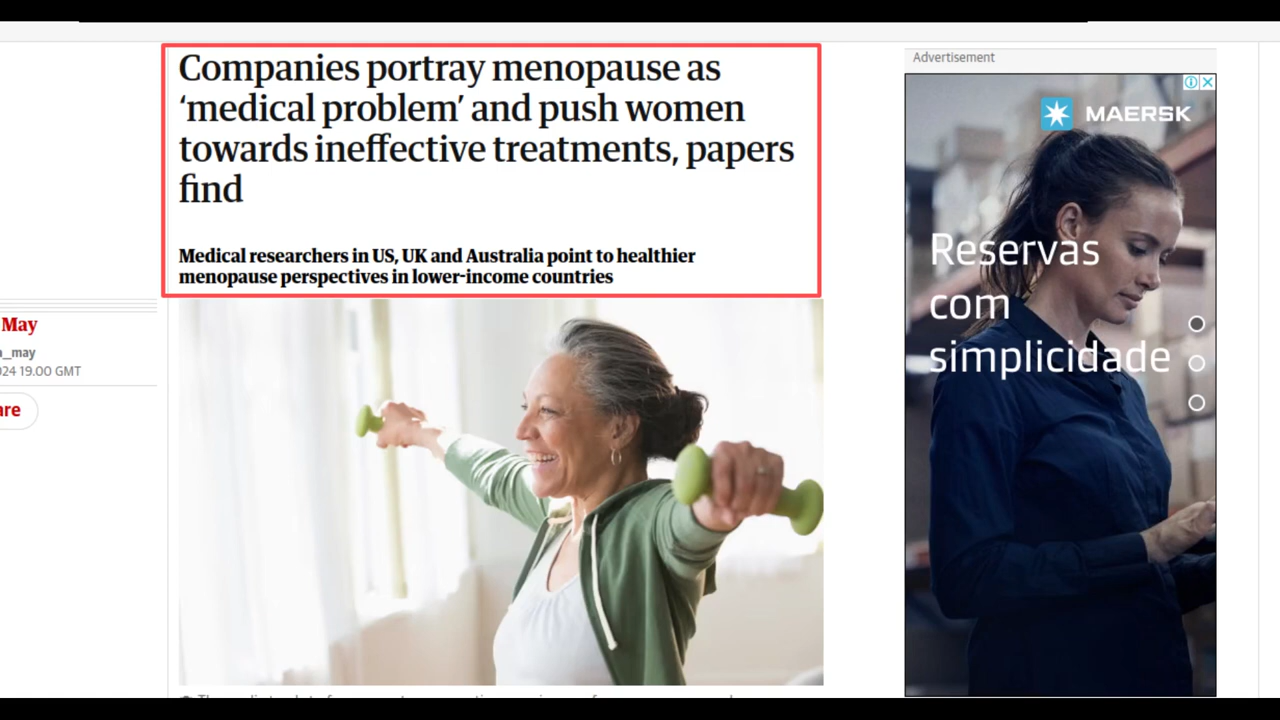 Companies portray menopause as
‘medical problem’ and push women
towards ineffective treatments, papers
find
Medical researchers in US, UK and Australia point to healthier
menopause perspectives in lower-income countries
May
_may
024 19.00 GMT
are
Advertisement
MAERSK
Reservas
com
simplicidade